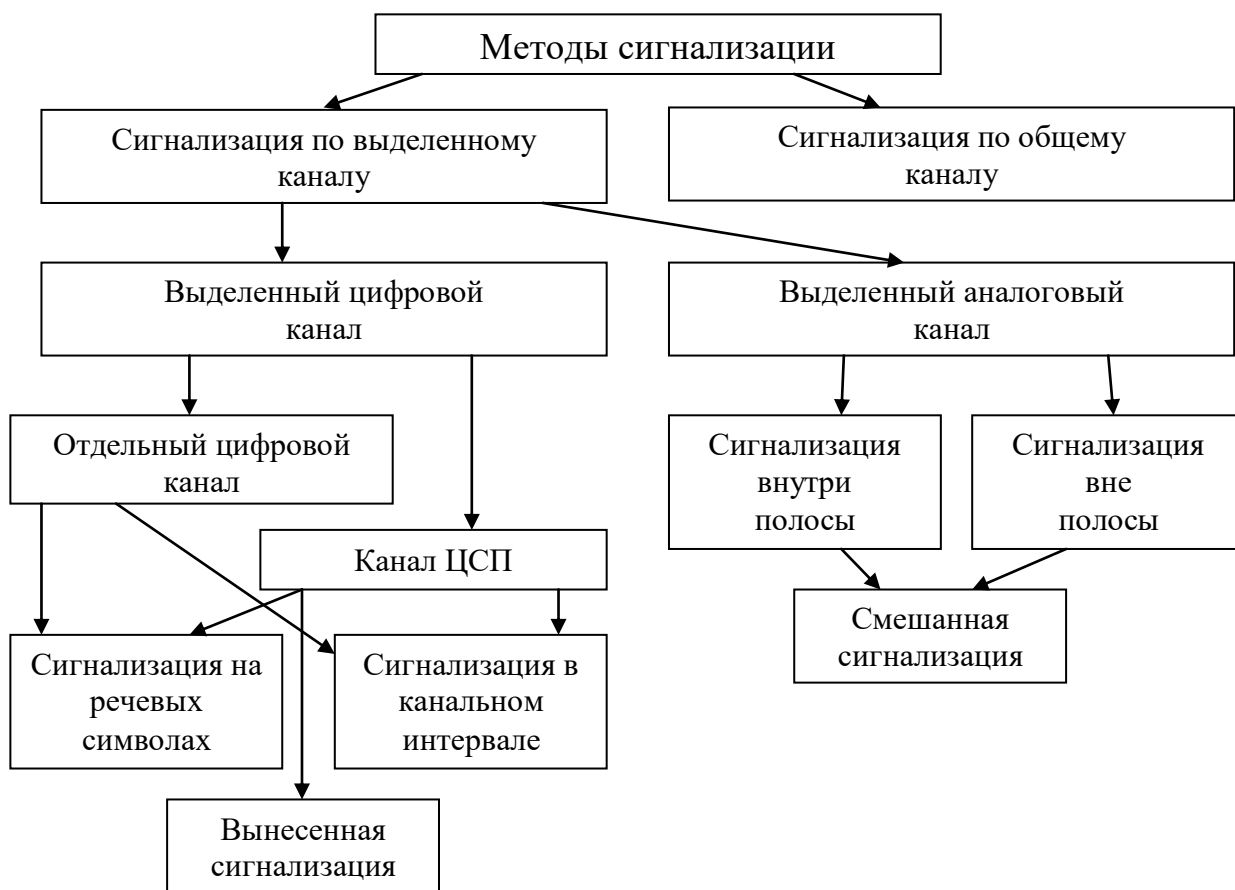 Методы сигнализации
Сигнализация по выделенному
каналу
Сигнализация по общему
каналу
Выделенный цифровой
канал
Выделенный аналоговый
канал
Отдельный цифровой
канал
Сигнализация
внутри
полосы
Сигнализация
вне
полосы
Канал ЦСП
Смешанная
сигнализация
Сигнализация на
речевых
символах
Сигнализация в
канальном
интервале
Вынесенная
сигнализация